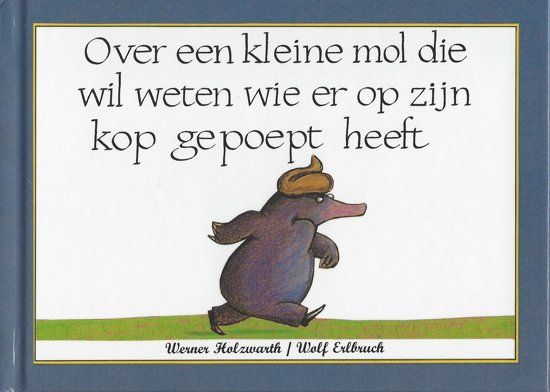 Over een kleine mol die
wil weten wie er op zijn
kop gepoept heeft
Werner Holzwarth / Wolf Erlbruch